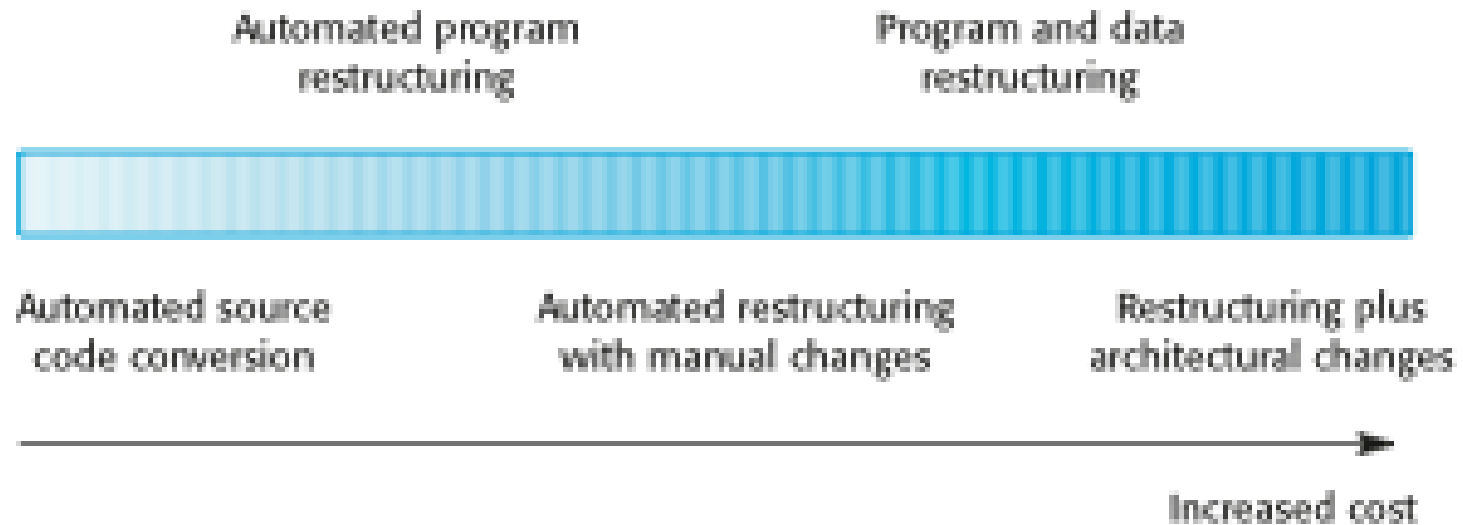 Automated program
restructuring
Program and data
restructuring
Automated source
code conversion
Automated restructuring
with manual changes
Restructuring plus
architectural changes
Increased cost